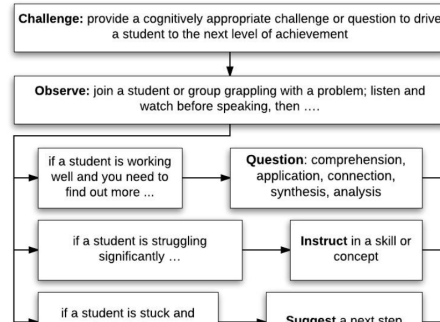 Challenge: provide a cognitively appropriate challenge or question to drive
a student to the next level of achievement
Observe: join a student or group grappling with a problem; listen and
watch before speaking, then ....
if a student is working
well and you need to
find out more ...
Question: comprehension,
application, connection,
synthesis, analysis
if a student is struggling
significantly …
Instruct in a skill or
concept
if a student is stuck and
Suggest a next step